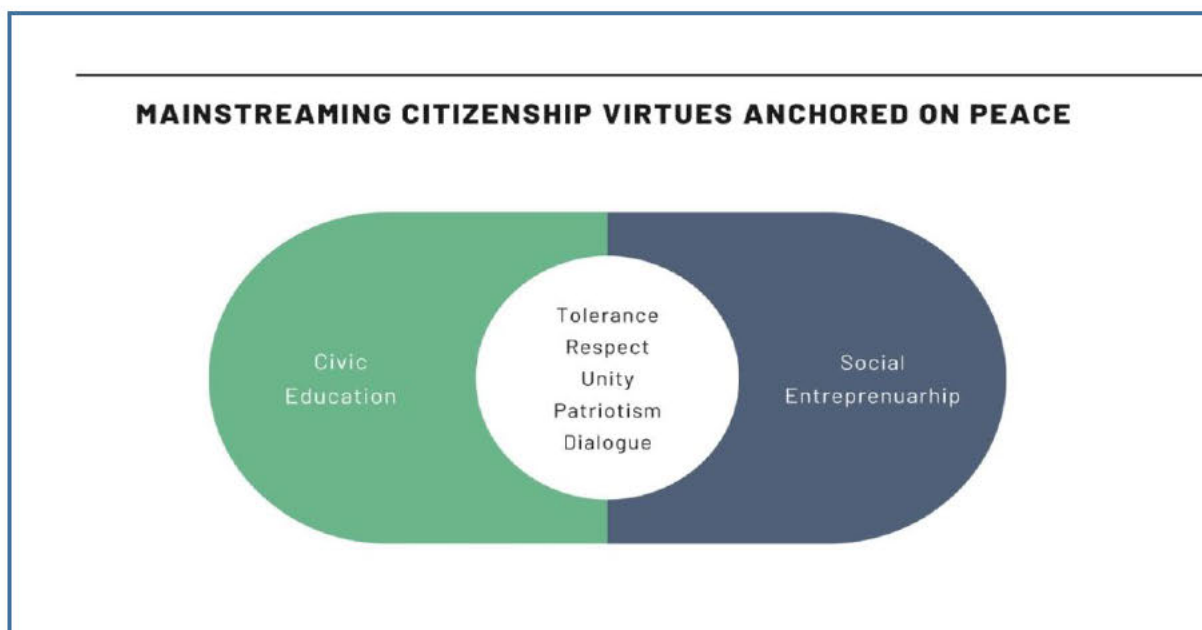 MAINSTREAMING CITIZENSHIP VIRTUES ANCHORED ON PEACE
Civic
Education
Tolerance
Respect
Unity
Patriotism
Dialogue
Social
Entreprenuarhip